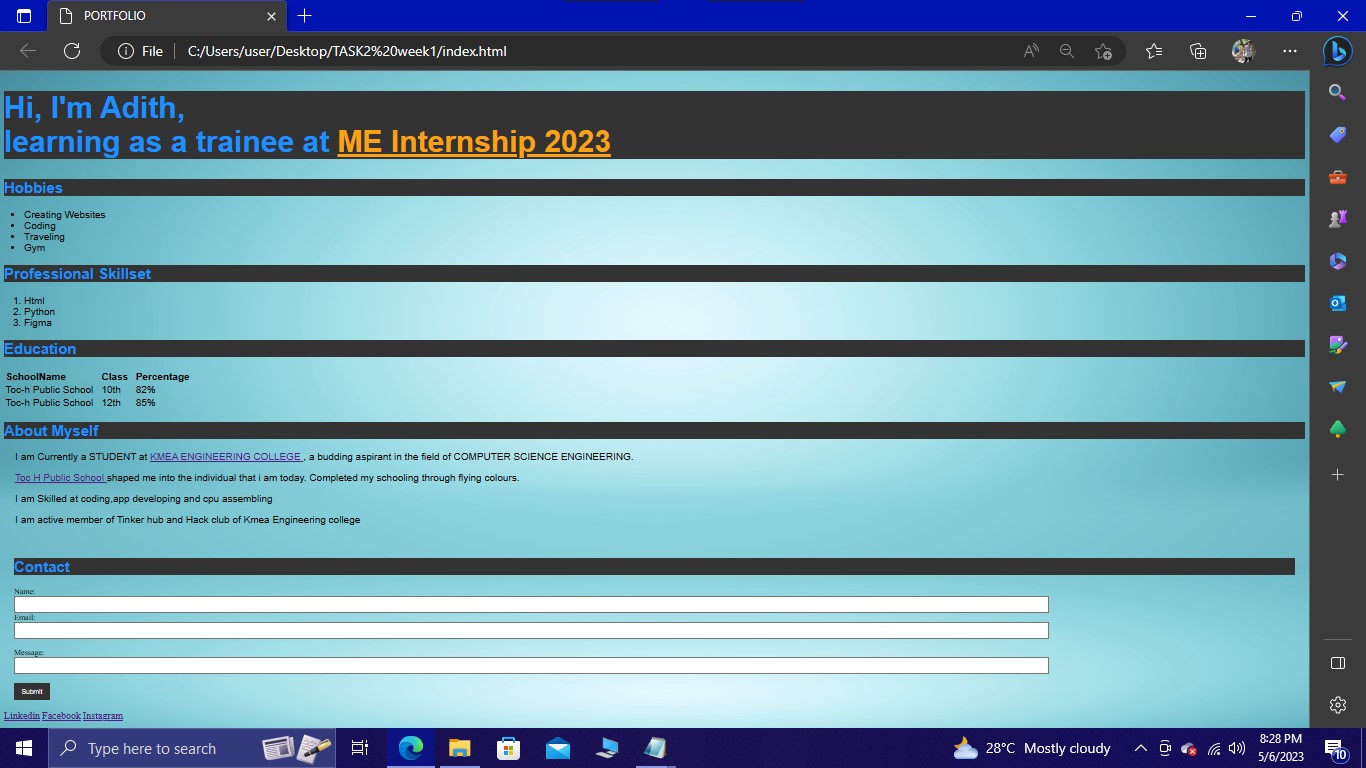 PORTFOLIO
File
C:/Users/user/Desktop/TASK2%20week1/index.html
Hi, I'm Adith,
learning as a trainee at ME Internship 2023
Hobbies
Creating Websites
Coding
Traveling
Gym
Professional Skillset
1. Html
2. Python
3. Figma
Education
SchoolName Class Percentage
Toc-h Public School 10th 82%
Toc-h Public School 12th 85%
About Myself
I am Currently a STUDENT at KMEA ENGINEERING COLLEGE , a budding aspirant in the field of COMPUTER SCIENCE ENGINEERING.
Toc H Public School shaped me into the individual that i am today. Completed my schooling through flying colours.
I am Skilled at coding,app developing and cpu assembling
I am active member of Tinker hub and Hack club of Kmea Engineering college
Contact
Name:
Email:
Message:
Submit
Linkedin Facebook Instagram
Type here to search
28°C Mostly cloudy
8:28 PM
5/6/2023
10